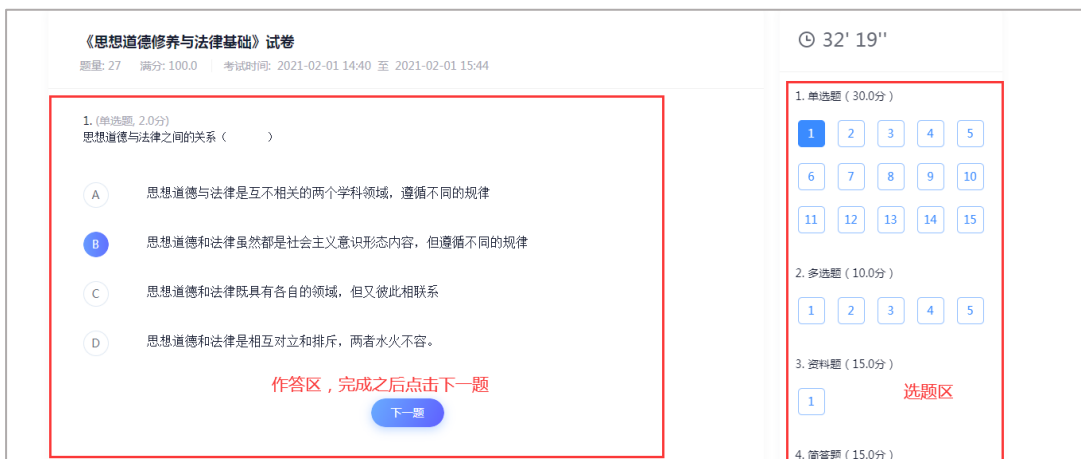 《思想道德修养与法律基础》试卷
题量: 27 满分: 100.0 考试时间: 2021-02-01 14:40 至 2021-02-01 15:44
1. (单选题, 2.0分)
思想道德与法律之间的关系（ ）
A 思想道德与法律是互不相关的两个学科领域，遵循不同的规律
B 思想道德和法律虽然都是社会主义意识形态内容，但遵循不同的规律
C 思想道德和法律既具有各自的领域，但又彼此相联系
D 思想道德和法律是相互对立和排斥，两者水火不容。
作答区，完成之后点击下一题
下一题
32' 19''
1. 单选题（30.0分）
1 2 3 4 5
6 7 8 9 10
11 12 13 14 15
2. 多选题（10.0分）
1 2 3 4 5
3. 资料题（15.0分）
1
选题区
4. 简答题（15.0分）